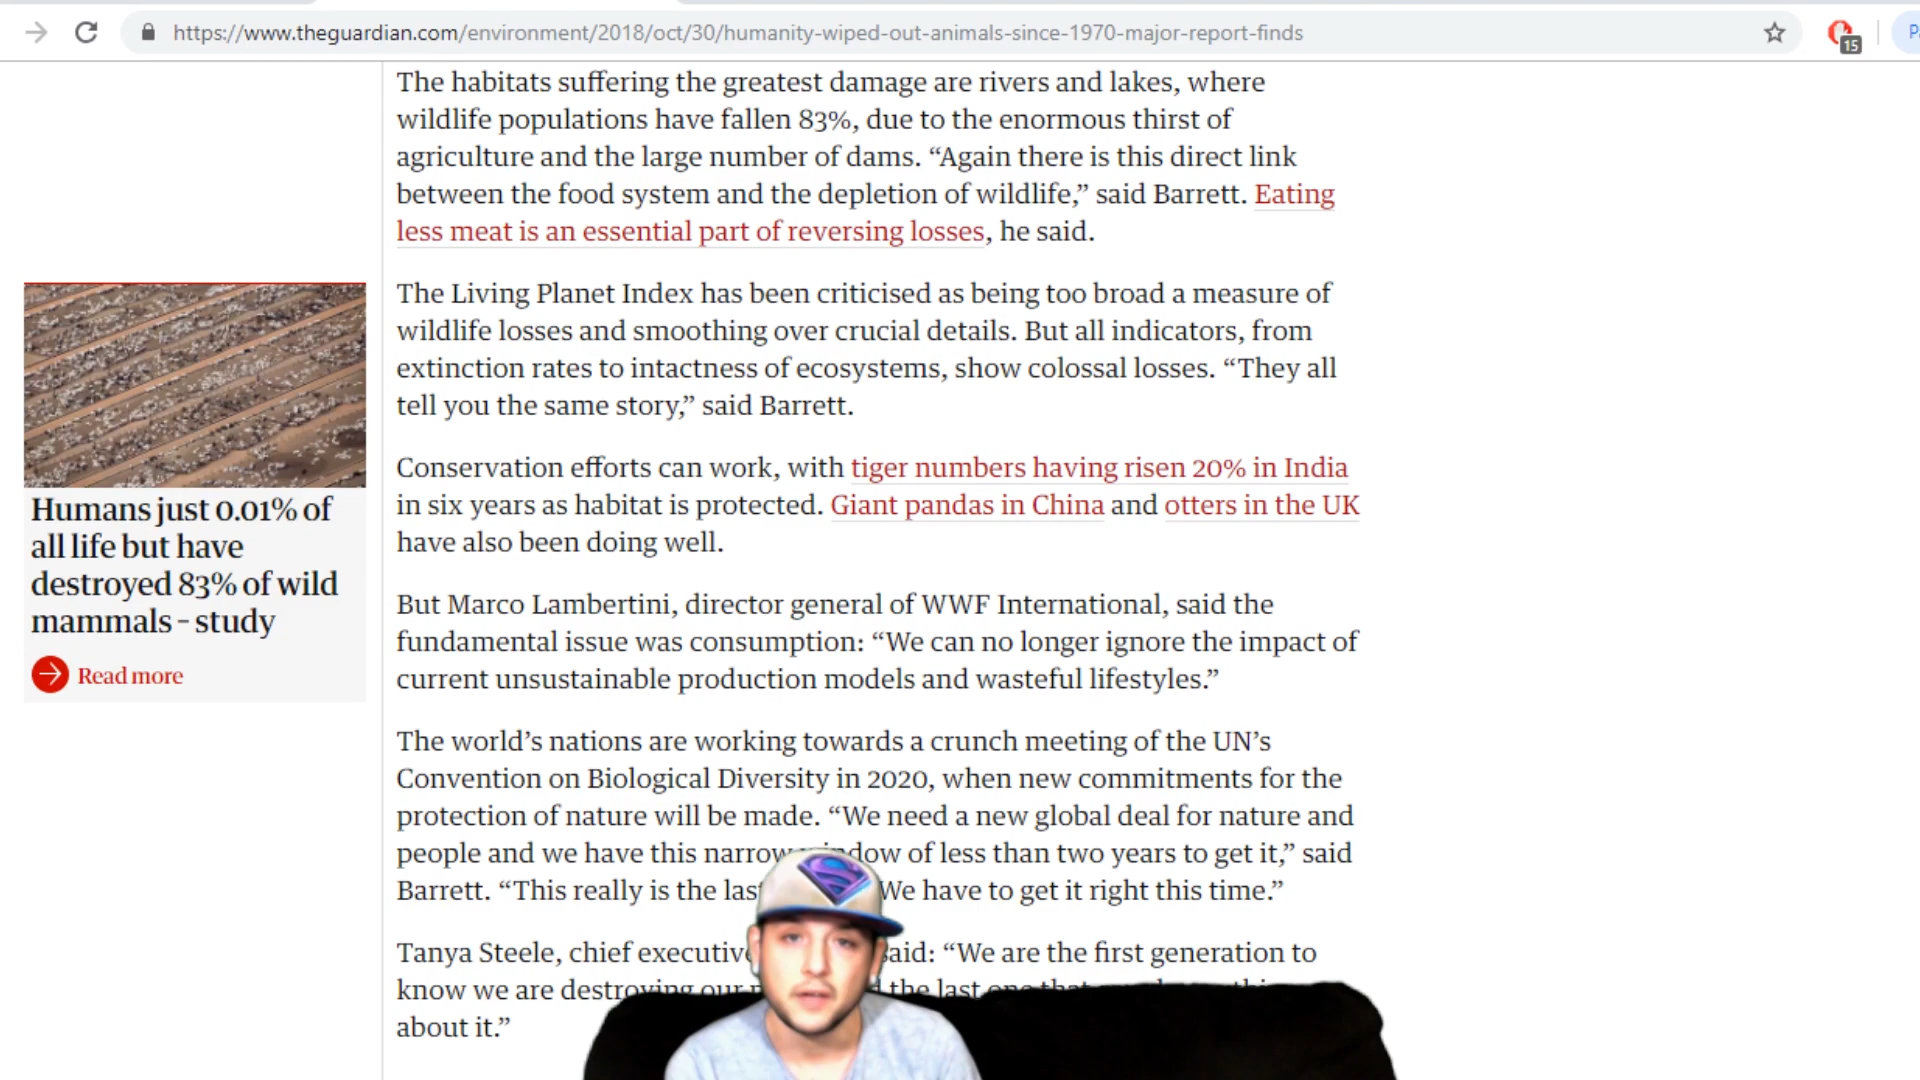 https://www.theguardian.com/environment/2018/oct/30/humanity-wiped-out-animals-since-1970-major-report-finds
15
The habitats suffering the greatest damage are rivers and lakes, where
wildlife populations have fallen 83%, due to the enormous thirst of
agriculture and the large number of dams. “Again there is this direct link
between the food system and the depletion of wildlife,” said Barrett. Eating
less meat is an essential part of reversing losses, he said.
The Living Planet Index has been criticised as being too broad a measure of
wildlife losses and smoothing over crucial details. But all indicators, from
extinction rates to intactness of ecosystems, show colossal losses. “They all
tell you the same story,” said Barrett.
Humans just 0.01% of
all life but have
destroyed 83% of wild
mammals – study
Read more
Conservation efforts can work, with tiger numbers having risen 20% in India
in six years as habitat is protected. Giant pandas in China and otters in the UK
have also been doing well.
But Marco Lambertini, director general of WWF International, said the
fundamental issue was consumption: “We can no longer ignore the impact of
current unsustainable production models and wasteful lifestyles.”
The world’s nations are working towards a crunch meeting of the UN’s
Convention on Biological Diversity in 2020, when new commitments for the
protection of nature will be made. “We need a new global deal for nature and
people and we have this narrow window of less than two years to get it,” said
Barrett. “This really is the last We have to get it right this time.”
Tanya Steele, chief executive said: “We are the first generation to
know we are destroying our the last one that
about it.”